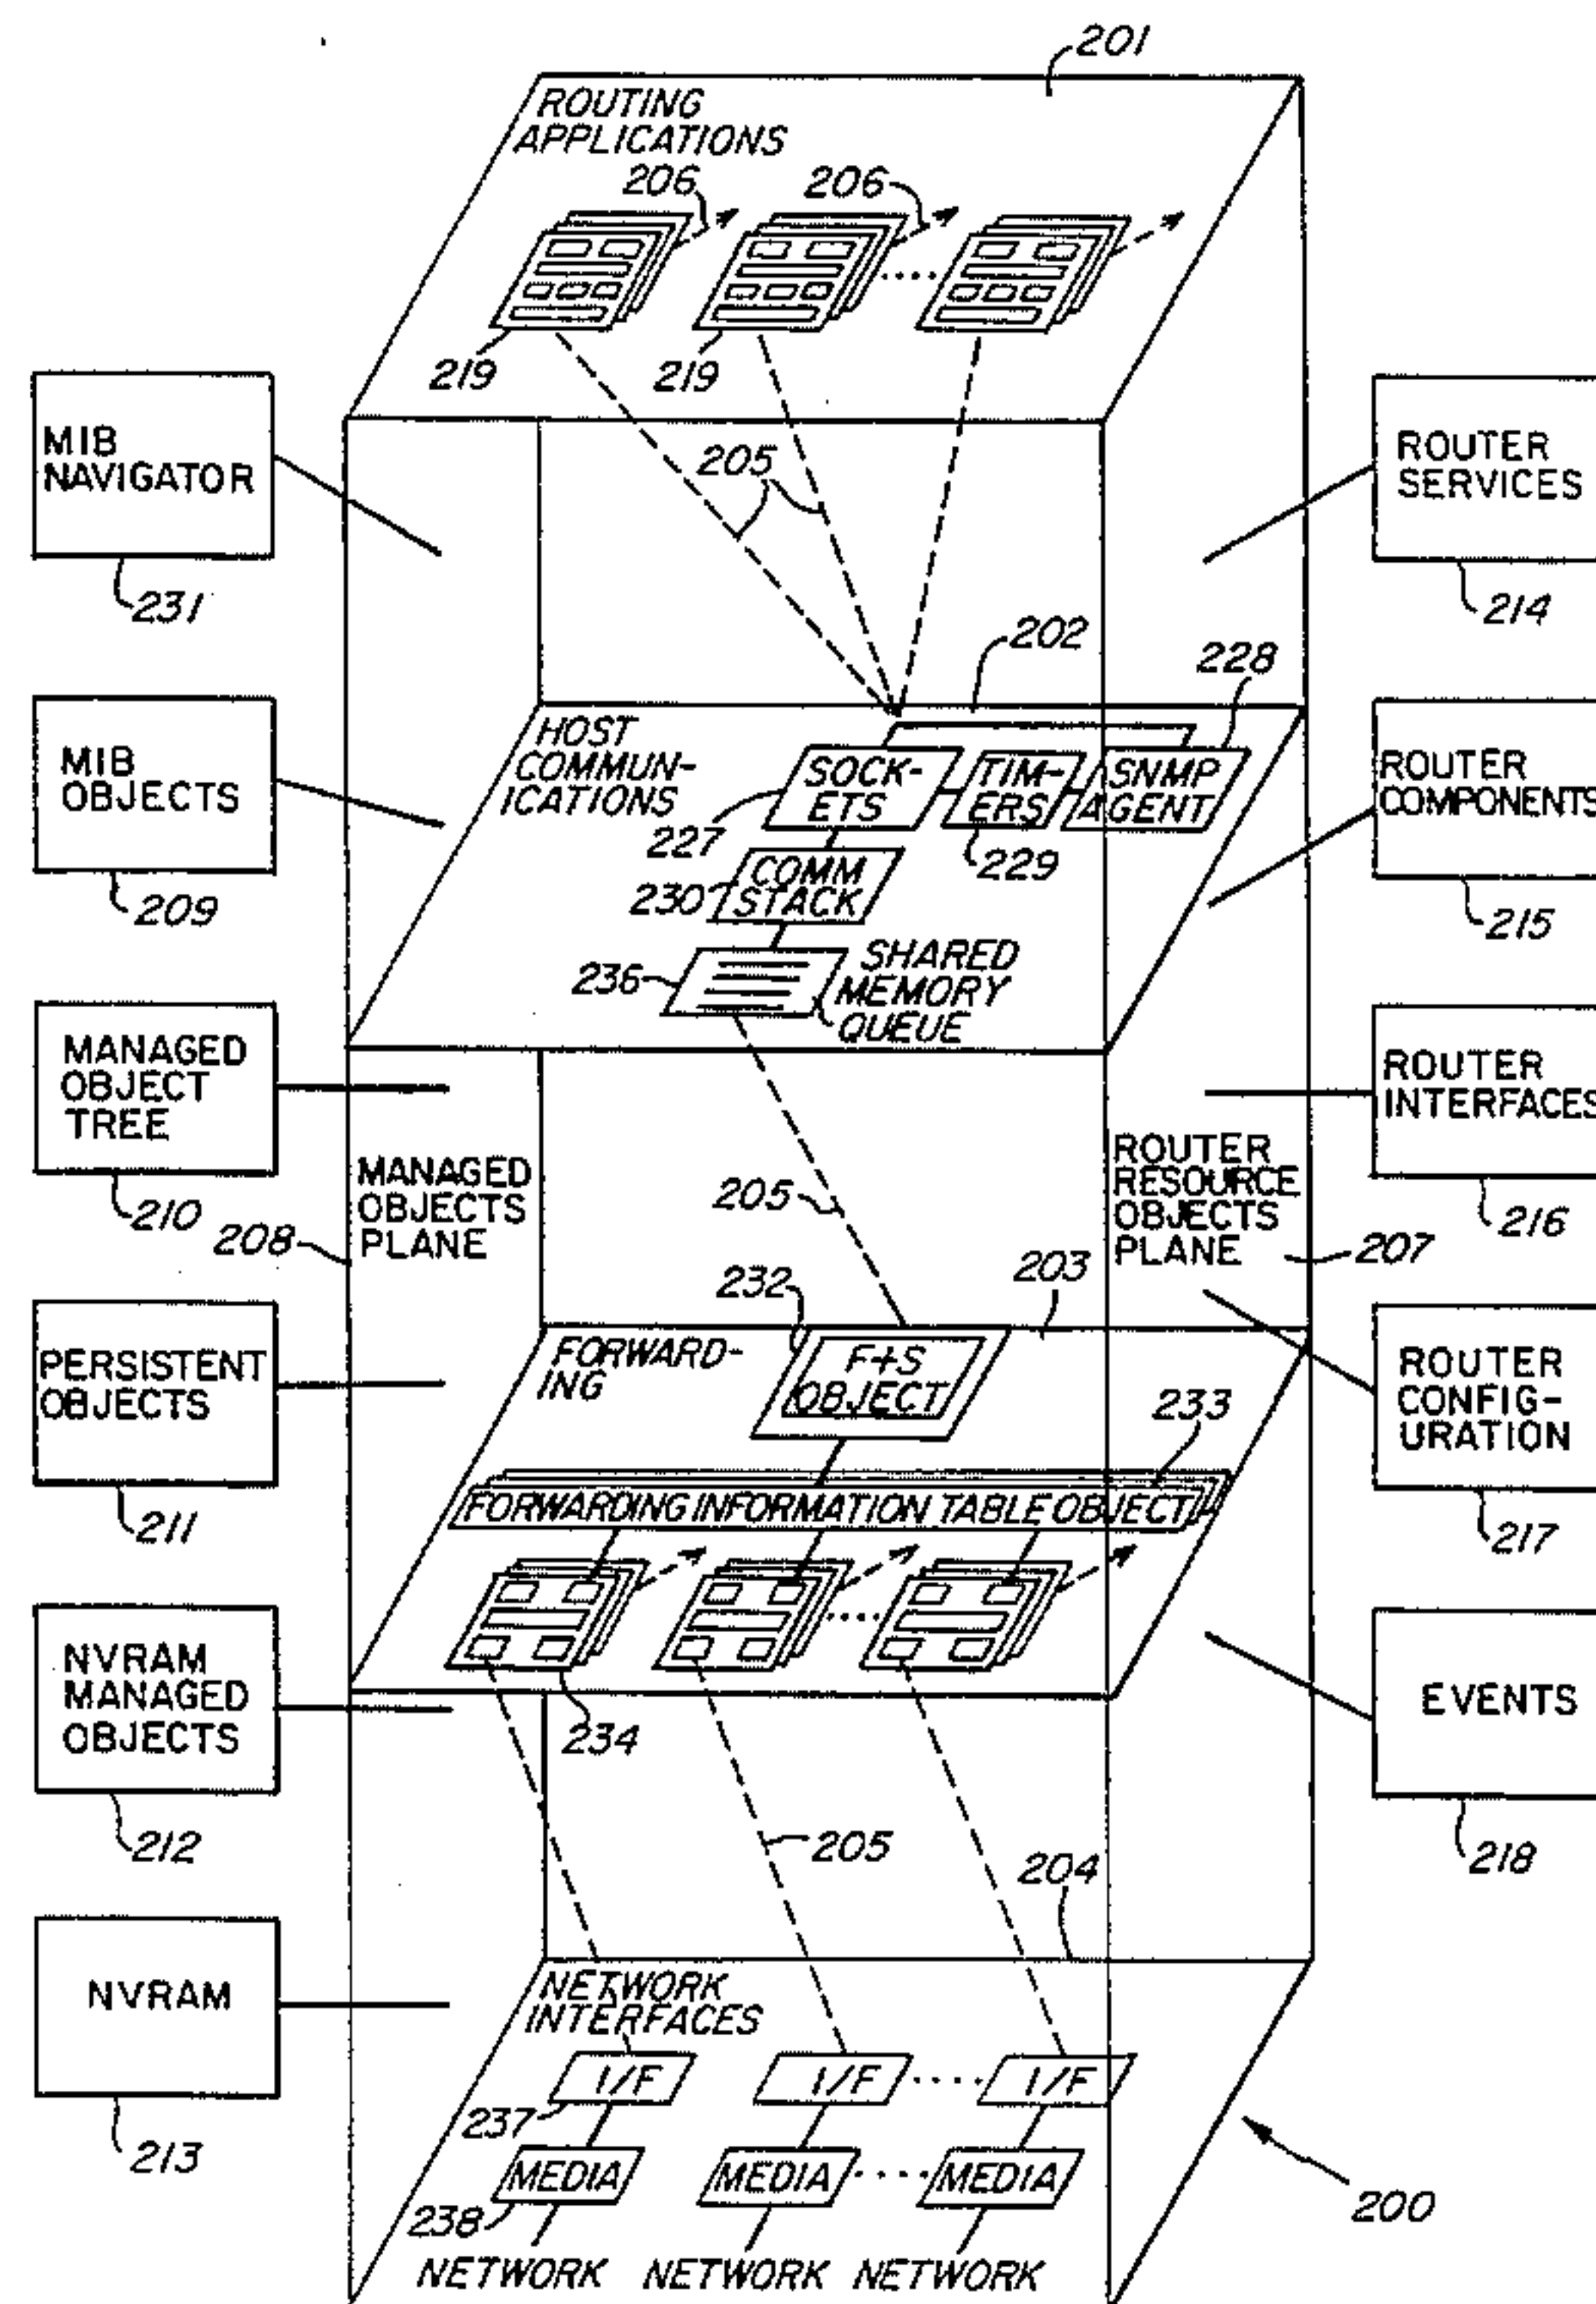 201
ROUTING
APPLICATIONS
206
206
219
219
MIB
NAVIGATOR
231
205
ROUTER
SERVICES
214
202
228
HOST
COMMUN-
ICATIONS
SOCK-
ETS
TIM-
ERS
SNMP
AGENT
227
229
COMM
STACK
230
236
SHARED
MEMORY
QUEUE
MIB
OBJECTS
209
ROUTER
COMPONENTS
215
MANAGED
OBJECT
TREE
210
MANAGED
OBJECTS
PLANE
208
205
ROUTER
INTERFACES
216
ROUTER
RESOURCE
OBJECTS
PLANE
207
232
203
FORWARD-
ING
F+S
OBJECT
233
PERSISTENT
OBJECTS
211
ROUTER
CONFIG-
URATION
217
FORWARDING INFORMATION TABLE OBJECT
234
NVRAM
MANAGED
OBJECTS
212
EVENTS
218
205
204
NVRAM
213
NETWORK
INTERFACES
I/F
I/F
I/F
237
MEDIA
MEDIA
MEDIA
238
200
NETWORK
NETWORK
NETWORK